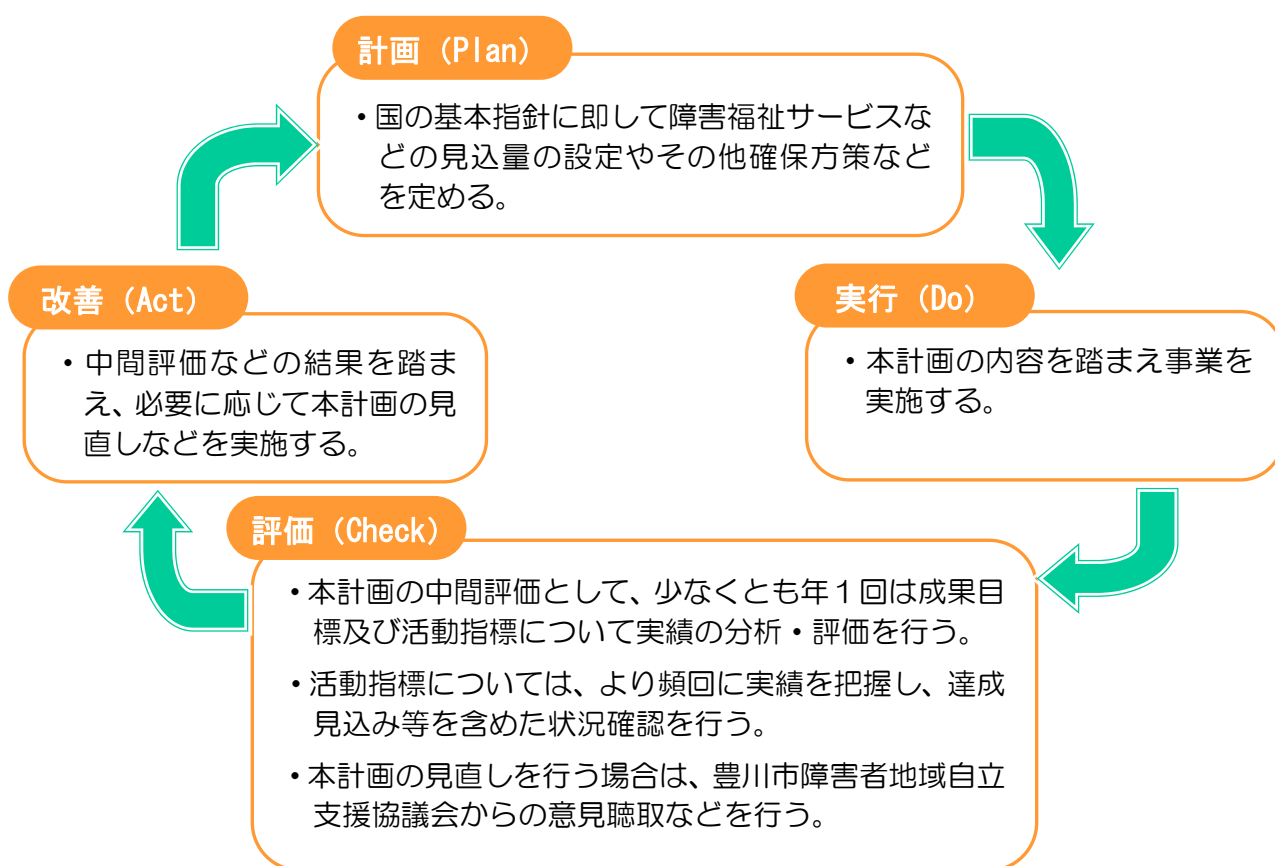 計画（Plan）
・国の基本指針に即して障害福祉サービスな
どの見込量の設定やその他確保方策など
を定める。
実行（Do）
・本計画の内容を踏まえ事業を
実施する。
評価（Check）
・本計画の中間評価として、少なくとも年１回は成果目
標及び活動指標について実績の分析・評価を行う。
・活動指標については、より頻回に実績を把握し、達成
見込み等を含めた状況確認を行う。
・本計画の見直しを行う場合は、豊川市障害者地域自立
支援協議会からの意見聴取などを行う。
改善（Act）
・中間評価などの結果を踏ま
え、必要に応じて本計画の見
直しなどを実施する。